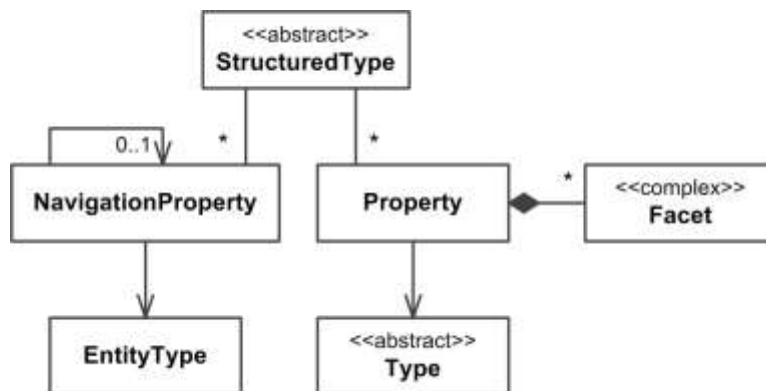 <<abstract>>
StructuredType
0..1
*
*
*
NavigationProperty
Property
<<complex>>
Facet
EntityType
<<abstract>>
Type